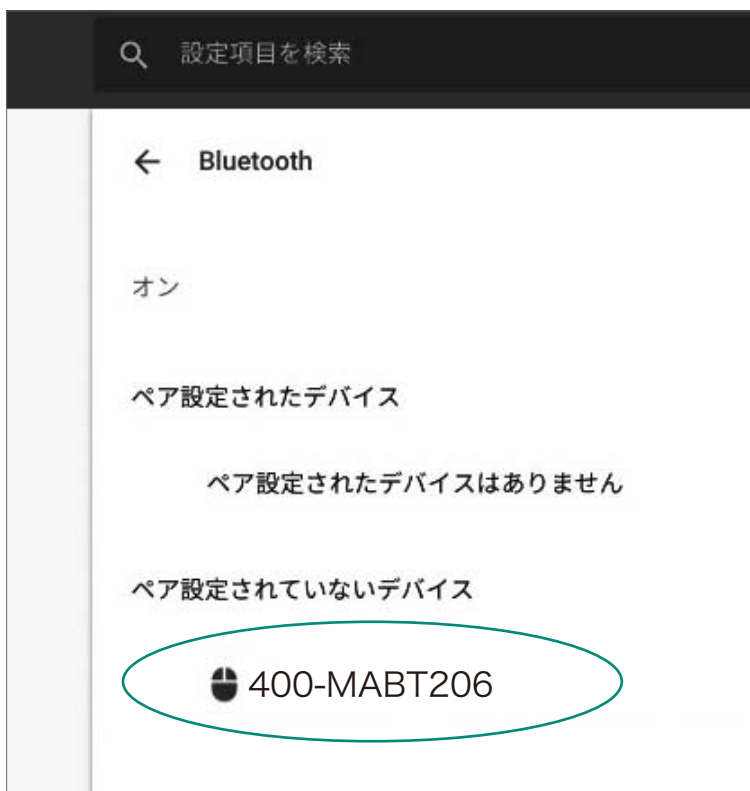 設定項目を検索
Bluetooth
オン
ペア設定されたデバイス
ペア設定されたデバイスはありません
ペア設定されていないデバイス
400-MABT206